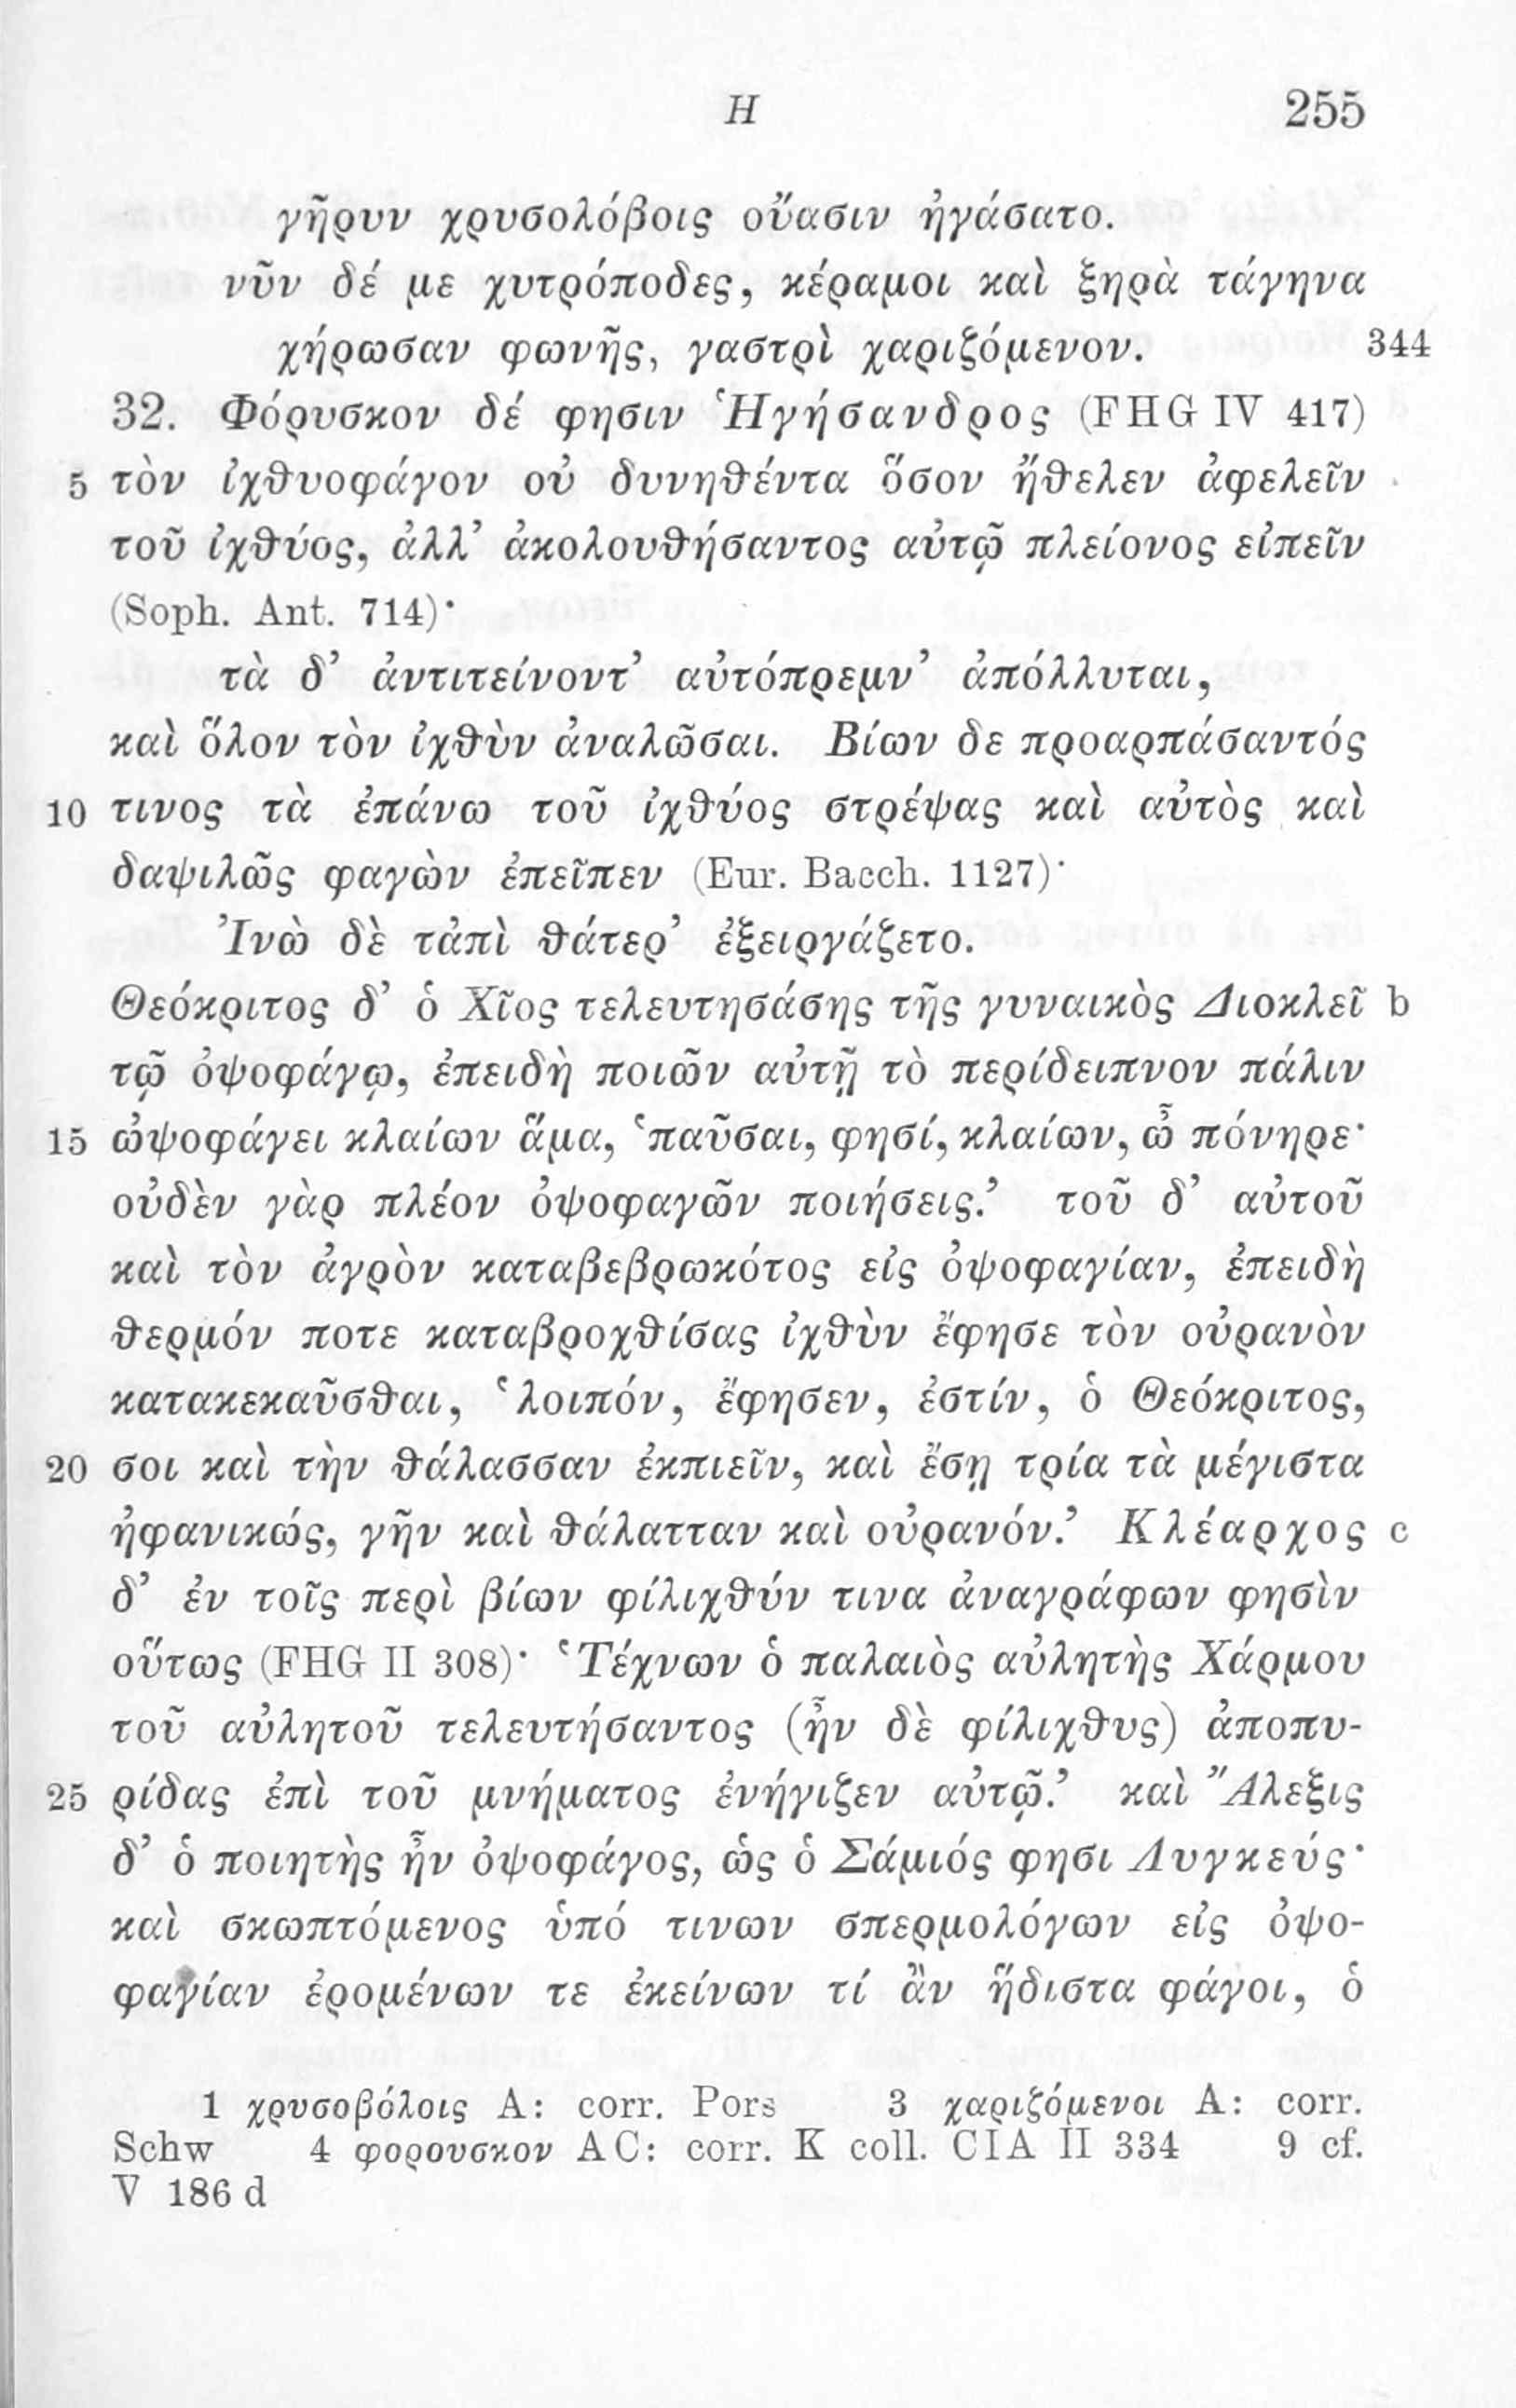 H 255
γῆρυν χρυσολόβοις οὔασιν ἠγάσατο.
νῦν δέ με χυτρόποδες, κέραμοι καὶ ξηρὰ τάγηνα
χήρωσαν φωνῆς, γαστρὶ χαριζόμενον. 344
32. Φόρυσκον δέ φησιν Ἡγήσανδρος (FHG IV 417)
5 τὸν ἰχθυοφάγον οὐ δυνηθέντα ὅσον ἤθελεν ἀφελεῖν
τοῦ ἰχθύος, ἀλλ’ ἀκολουθήσαντος αὐτῷ πλείονος εἰπεῖν
(Soph. Ant. 714)·
τὰ δ’ ἀντιτείνοντ’ αὐτόπρεμν’ ἀπόλλυται,
καὶ ὅλον τὸν ἰχθὺν ἀναλῶσαι. Βίων δε προαρπάσαντός
10 τινος τὰ ἐπάνω τοῦ ἰχθύος στρέψας καὶ αὐτὸς καὶ
δαψιλῶς φαγὼν ἐπεῖπεν (Eur. Bacch. 1127)·
Ἰνὼ δὲ τἀπὶ θάτερ’ ἐξειργάζετο.
Θεόκριτος δ’ ὁ Χῖος τελευτησάσης τῆς γυναικὸς Διοκλεῖ b
τῷ ὀψοφάγῳ, ἐπειδὴ ποιῶν αὐτῇ τὸ περίδειπνον πάλιν
15 ὠψοφάγει κλαίων ἅμα, ‘παῦσαι, φησί, κλαίων, ὦ πόνηρε·
οὐδὲν γὰρ πλέον ὀψοφαγῶν ποιήσεις.’ τοῦ δ’ αὐτοῦ
καὶ τὸν ἀγρὸν καταβεβρωκότος εἰς ὀψοφαγίαν, ἐπειδὴ
θερμόν ποτε καταβροχθίσας ἰχθὺν ἔφησε τὸν οὐρανὸν
κατακεκαῦσθαι, ‘λοιπόν, ἔφησεν, ἐστίν, ὁ Θεόκριτος,
20 σοι καὶ τὴν θάλασσαν ἐκπιεῖν, καὶ ἔσῃ τρία τὰ μέγιστα
ἠφανικώς, γῆν καὶ θάλατταν καὶ οὐρανόν.’ Κλέαρχος c
δ’ ἐν τοῖς περὶ βίων φίλιχθύν τινα ἀναγράφων φησὶν
οὕτως (FHG II 308)· ‘Τέχνων ὁ παλαιὸς αὐλητὴς Χάρμου
τοῦ αὐλητοῦ τελευτήσαντος (ἦν δὲ φίλιχθυς) ἀποπυ-
25 ρίδας ἐπὶ τοῦ μνήματος ἐνήγιζεν αὐτῷ.’ καὶ Ἄλεξις
δ’ ὁ ποιητὴς ἦν ὀψοφάγος, ὡς ὁ Σάμιός φησι Λυγκεύς·
καὶ σκωπτόμενος ὑπό τινων σπερμολόγων εἰς ὀψο-
φαγίαν ἐρομένων τε ἐκείνων τί ἂν ἥδιστα φάγοι, ὁ
1 χρυσοβόλοις A: corr. Pors 3 χαριζόμενοι A: corr.
Schw 4 φορουσκον AC: corr. K coll. CIA II 334 9 cf.
V 186 d